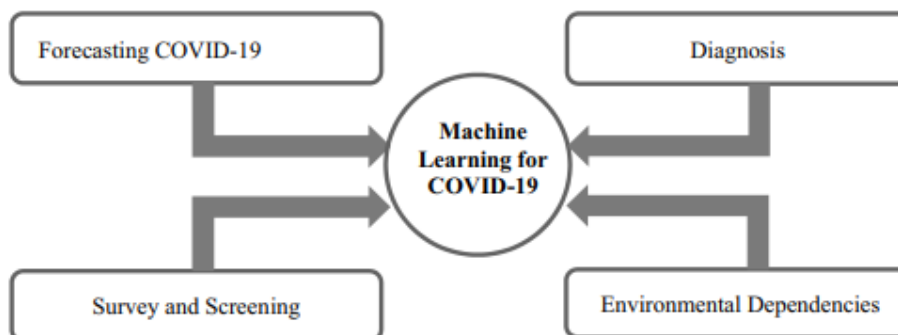 Forecasting COVID-19
Diagnosis
Machine
Learning for
COVID-19
Survey and Screening
Environmental Dependencies